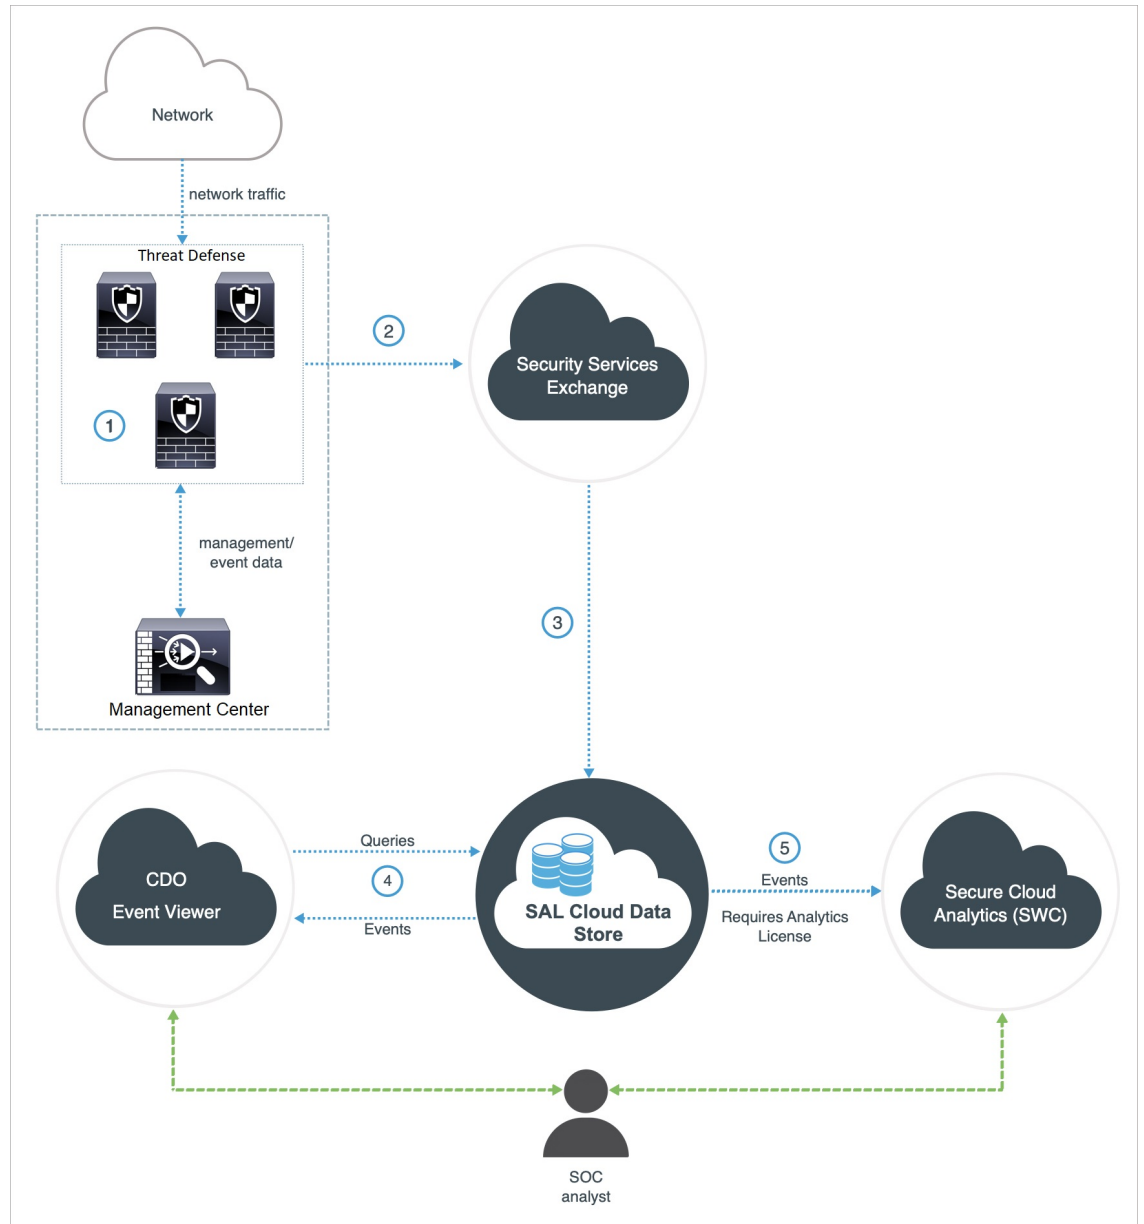 Network
network traffic
Threat Defense
2
Security Services
Exchange
1
management/
event data
3
Management Center
CDO
Event Viewer
Queries
4
Events
SAL Cloud Data
Store
5
Events
Requires Analytics
License
Secure Cloud
Analytics (SWC)
SOC
analyst